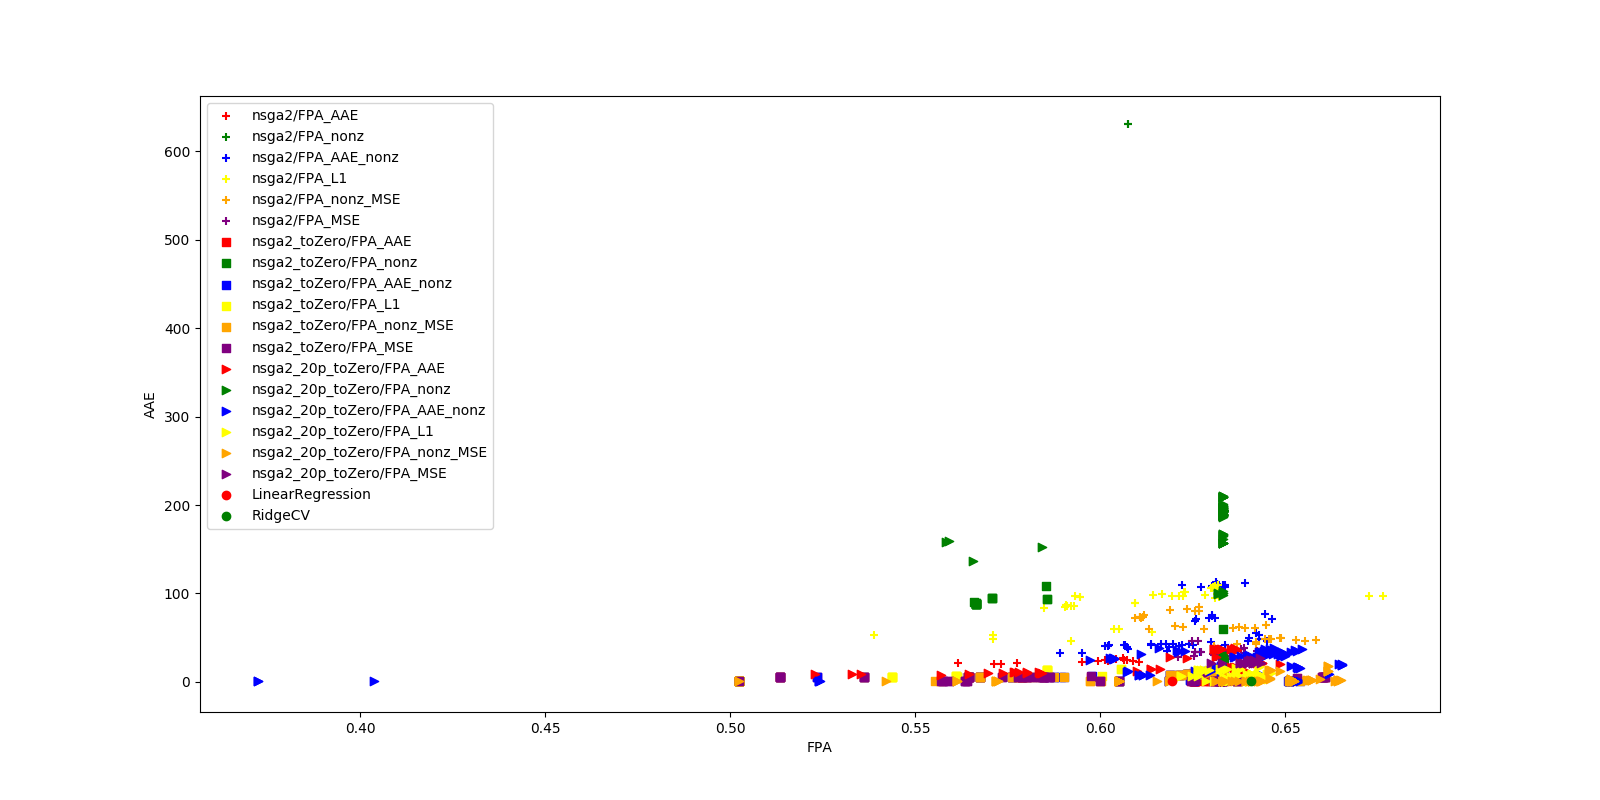 nsga2/FPA_AAE
nsga2/FPA_nonz
nsga2/FPA_AAE_nonz
nsga2/FPA_L1
nsga2/FPA_nonz_MSE
nsga2/FPA_MSE
nsga2_toZero/FPA_AAE
nsga2_toZero/FPA_nonz
nsga2_toZero/FPA_AAE_nonz
nsga2_toZero/FPA_L1
nsga2_toZero/FPA_nonz_MSE
nsga2_toZero/FPA_MSE
nsga2_20p_toZero/FPA_AAE
nsga2_20p_toZero/FPA_nonz
nsga2_20p_toZero/FPA_AAE_nonz
nsga2_20p_toZero/FPA_L1
nsga2_20p_toZero/FPA_nonz_MSE
nsga2_20p_toZero/FPA_MSE
LinearRegression
RidgeCV
600
500
400
300
200
100
0
AAE
0.40 0.45 0.50 0.55 0.60 0.65
FPA